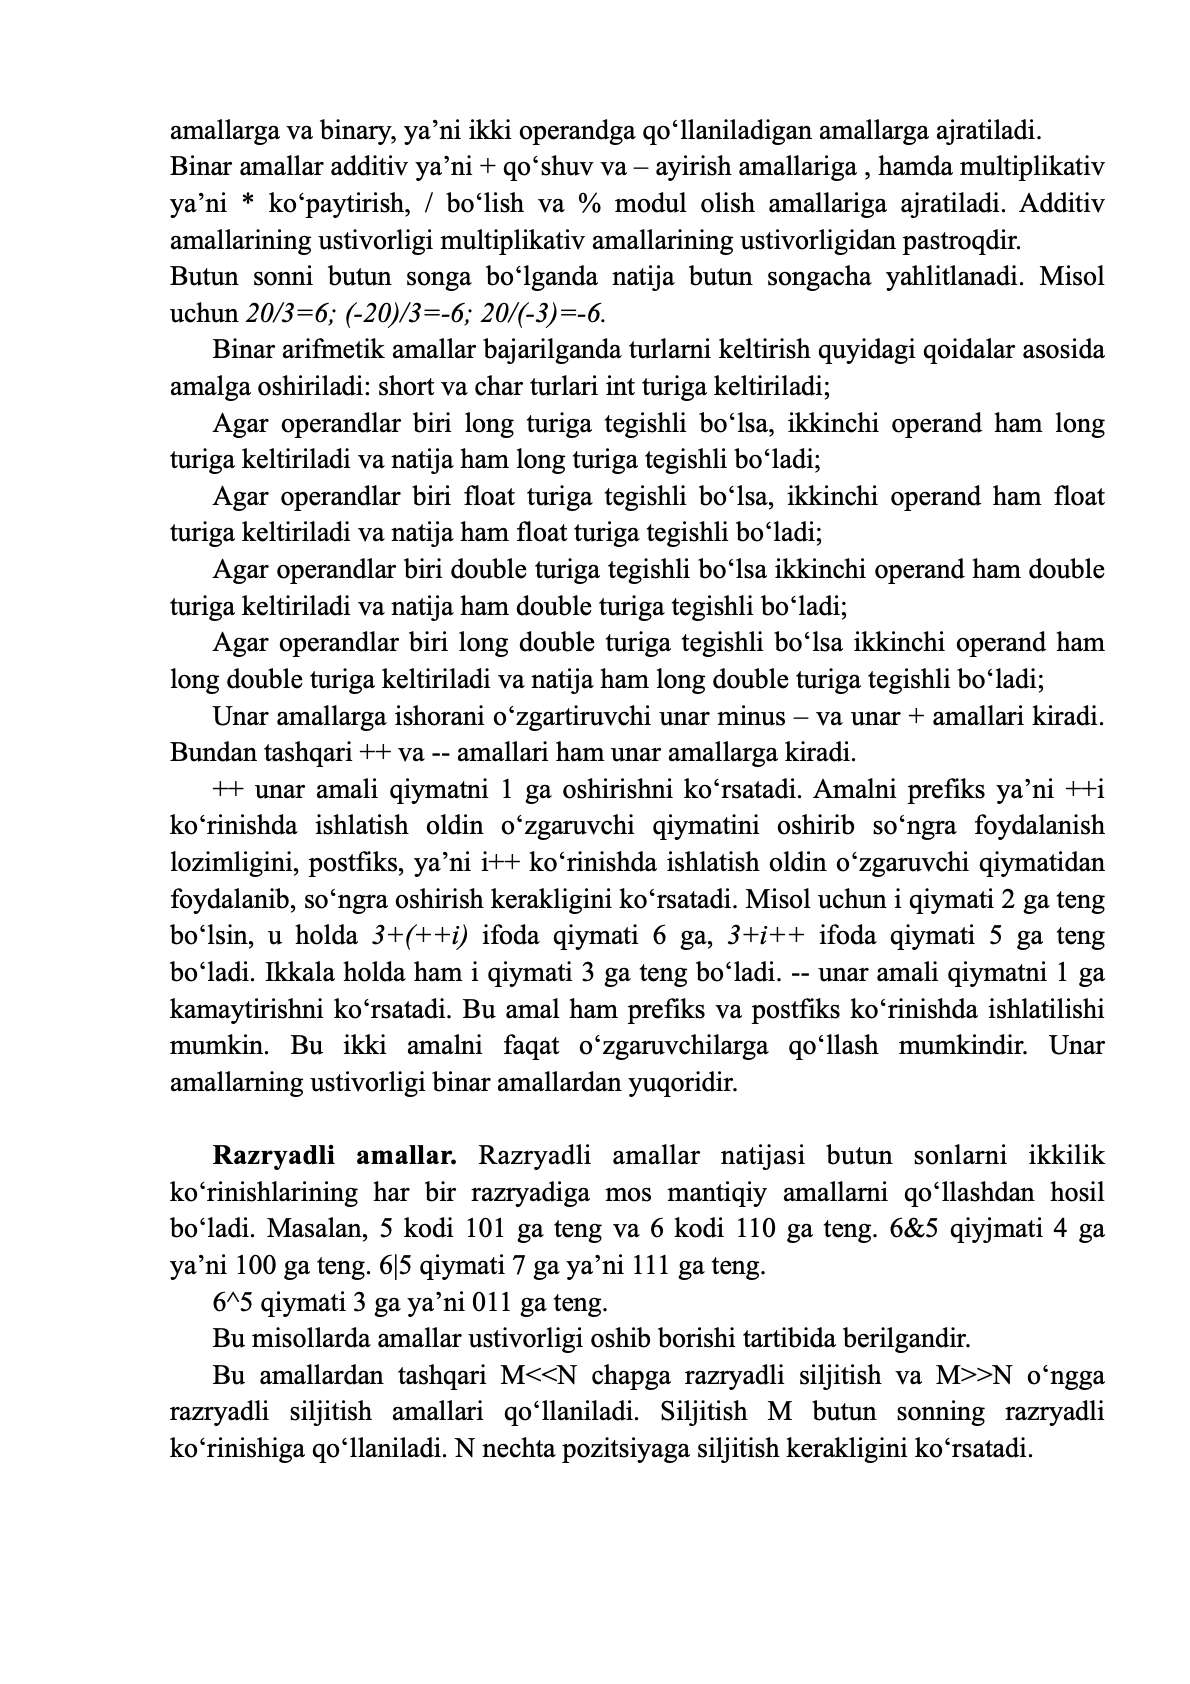 amallarga va binary, ya’ni ikki operandga qo‘llaniladigan amallarga ajratiladi.
Binar amallar additiv ya’ni + qo‘shuv va – ayirish amallariga , hamda multiplikativ
ya’ni * ko‘paytirish, / bo‘lish va % modul olish amallariga ajratiladi. Additiv
amallarining ustivorligi multiplikativ amallarining ustivorligidan pastroqdir.
Butun sonni butun songa bo‘lganda natija butun songacha yahlitlanadi. Misol
uchun 20/3=6; (-20)/3=-6; 20/(-3)=-6.
Binar arifmetik amallar bajarilganda turlarni keltirish quyidagi qoidalar asosida
amalga oshiriladi: short va char turlari int turiga keltiriladi;
Agar operandlar biri long turiga tegishli bo‘lsa, ikkinchi operand ham long
turiga keltiriladi va natija ham long turiga tegishli bo‘ladi;
Agar operandlar biri float turiga tegishli bo‘lsa, ikkinchi operand ham float
turiga keltiriladi va natija ham float turiga tegishli bo‘ladi;
Agar operandlar biri double turiga tegishli bo‘lsa ikkinchi operand ham double
turiga keltiriladi va natija ham double turiga tegishli bo‘ladi;
Agar operandlar biri long double turiga tegishli bo‘lsa ikkinchi operand ham
long double turiga keltiriladi va natija ham long double turiga tegishli bo‘ladi;
Unar amallarga ishorani o‘zgartiruvchi unar minus – va unar + amallari kiradi.
Bundan tashqari ++ va -- amallari ham unar amallarga kiradi.
++ unar amali qiymatni 1 ga oshirishni ko‘rsatadi. Amalni prefiks ya’ni ++i
ko‘rinishda ishlatish oldin o‘zgaruvchi qiymatini oshirib so‘ngra foydalanish
lozimligini, postfiks, ya’ni i++ ko‘rinishda ishlatish oldin o‘zgaruvchi qiymatidan
foydalanib, so‘ngra oshirish kerakligini ko‘rsatadi. Misol uchun i qiymati 2 ga teng
bo‘lsin, u holda 3+(++i) ifoda qiymati 6 ga, 3+i++ ifoda qiymati 5 ga teng
bo‘ladi. Ikkala holda ham i qiymati 3 ga teng bo‘ladi. -- unar amali qiymatni 1 ga
kamaytirishni ko‘rsatadi. Bu amal ham prefiks va postfiks ko‘rinishda ishlatilishi
mumkin. Bu ikki amalni faqat o‘zgaruvchilarga qo‘llash mumkindir. Unar
amallarning ustivorligi binar amallardan yuqoridir.
Razryadli amallar. Razryadli amallar natijasi butun sonlarni ikkilik
ko‘rinishlarining har bir razryadiga mos mantiqiy amallarni qo‘llashdan hosil
bo‘ladi. Masalan, 5 kodi 101 ga teng va 6 kodi 110 ga teng. 6&5 qiyjmati 4 ga
ya’ni 100 ga teng. 6|5 qiymati 7 ga ya’ni 111 ga teng.
6^5 qiymati 3 ga ya’ni 011 ga teng.
Bu misollarda amallar ustivorligi oshib borishi tartibida berilgandir.
Bu amallardan tashqari M<<N chapga razryadli siljitish va M>>N o‘ngga
razryadli siljitish amallari qo‘llaniladi. Siljitish M butun sonning razryadli
ko‘rinishiga qo‘llaniladi. N nechta pozitsiyaga siljitish kerakligini ko‘rsatadi.